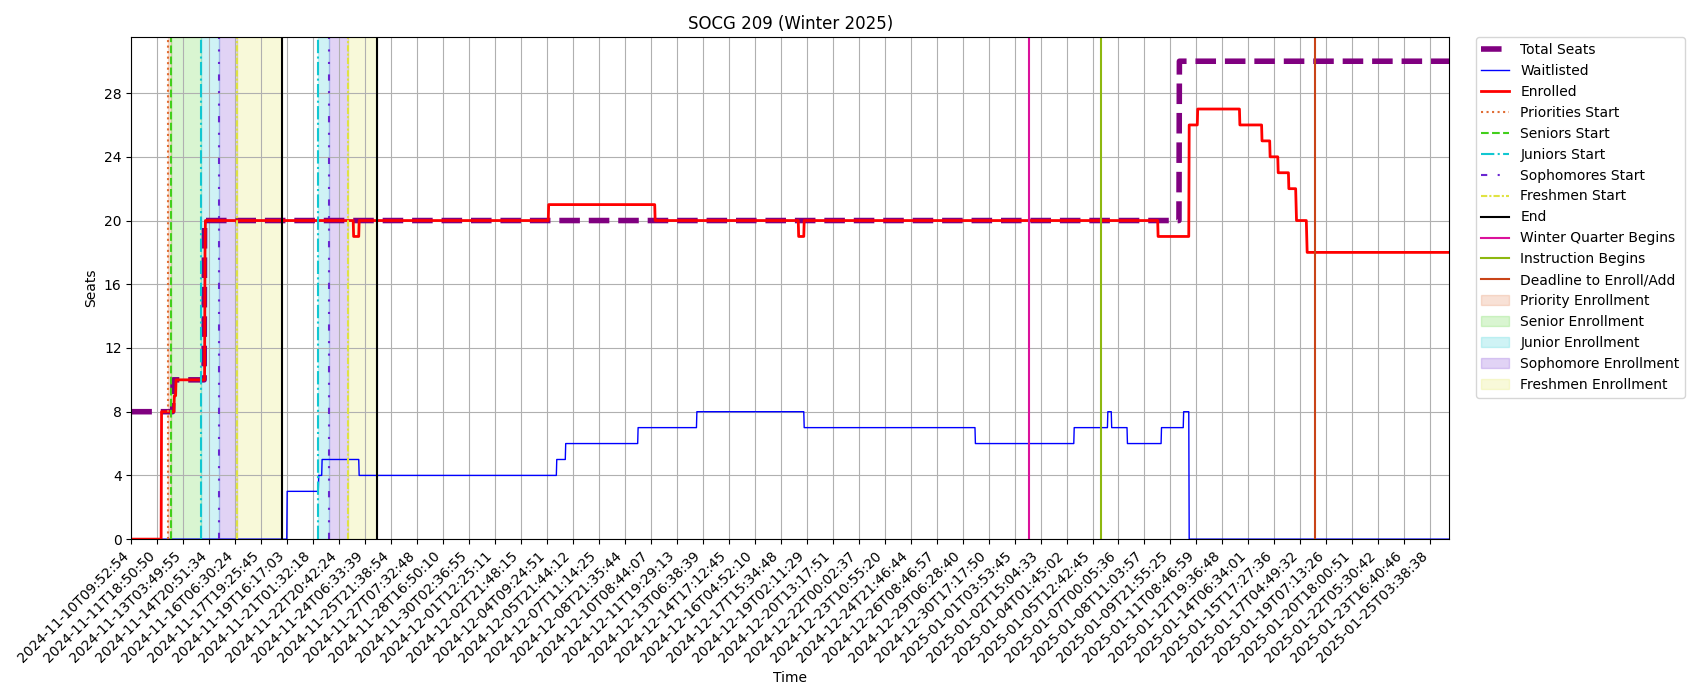 SOCG 209 (Winter 2025)
Seats
28
24
20
16
12
8
4
0
2024-11-10T09:52:54
2024-11-11T18:50:50
2024-11-13T03:49:55
2024-11-14T20:51:34
2024-11-16T06:30:24
2024-11-17T19:25:45
2024-11-19T16:17:03
2024-11-21T01:32:18
2024-11-22T20:42:24
2024-11-24T06:33:39
2024-11-25T21:38:54
2024-11-27T07:32:48
2024-11-28T16:50:10
2024-11-30T02:36:55
2024-12-01T12:25:11
2024-12-02T21:48:15
2024-12-04T09:24:51
2024-12-05T21:44:12
2024-12-07T11:14:25
2024-12-08T21:35:44
2024-12-10T08:44:07
2024-12-11T19:29:13
2024-12-13T06:38:39
2024-12-14T17:12:45
2024-12-16T04:52:10
2024-12-17T15:34:48
2024-12-19T02:11:29
2024-12-20T13:17:51
2024-12-22T00:02:37
2024-12-23T10:55:20
2024-12-24T21:46:44
2024-12-26T08:46:57
2024-12-29T06:28:40
2024-12-30T17:17:50
2025-01-01T03:53:45
2025-01-02T15:04:33
2025-01-04T01:45:02
2025-01-05T12:42:45
2025-01-07T00:05:36
2025-01-08T11:03:57
2025-01-09T21:55:25
2025-01-11T08:46:59
2025-01-12T19:36:48
2025-01-14T06:34:01
2025-01-15T17:27:36
2025-01-17T04:49:32
2025-01-19T07:13:26
2025-01-20T18:00:51
2025-01-22T05:30:42
2025-01-23T16:40:46
2025-01-25T03:38:38
Time
Total Seats
Waitlisted
Enrolled
Priorities Start
Seniors Start
Juniors Start
Sophomores Start
Freshmen Start
End
Winter Quarter Begins
Instruction Begins
Deadline to Enroll/Add
Priority Enrollment
Senior Enrollment
Junior Enrollment
Sophomore Enrollment
Freshmen Enrollment